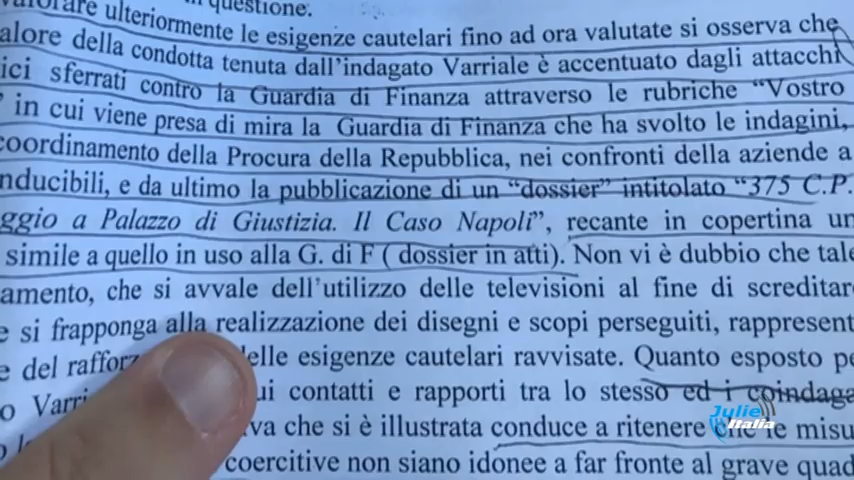 ulteriormente le esigenze cautelari fino ad ora valutate si osserva che
alore della condotta tenuta dall'indagato Varriale è accentuato dagli attacchi
ici sferrati contro la Guardia di Finanza attraverso le rubriche "Vostro
" in cui viene presa di mira la Guardia di Finanza che ha svolto le indagini,
coordinamento della Procura della Repubblica, nei confronti della aziende a
nducibili, e da ultimo la pubblicazione di un "dossier" intitolato "375 C.P.
ggio a Palazzo di Giustizia. Il Caso Napoli", recante in copertina un
simile a quello in uso alla G. di F ( dossier in atti). Non vi è dubbio che tale
amento, che si avvale dell'utilizzo delle televisioni al fine di screditar
e si frapponga alla realizzazione dei disegni e scopi perseguiti, rappresent
e del rafforz elle esigenze cautelari ravvisate. Quanto esposto pe
o Varri ui contatti e rapporti tra lo stesso ed i coindaga
va che si è illustrata conduce a ritenere che le misu
coercitive non siano idonee a far fronte al grave quad
Julie Italia